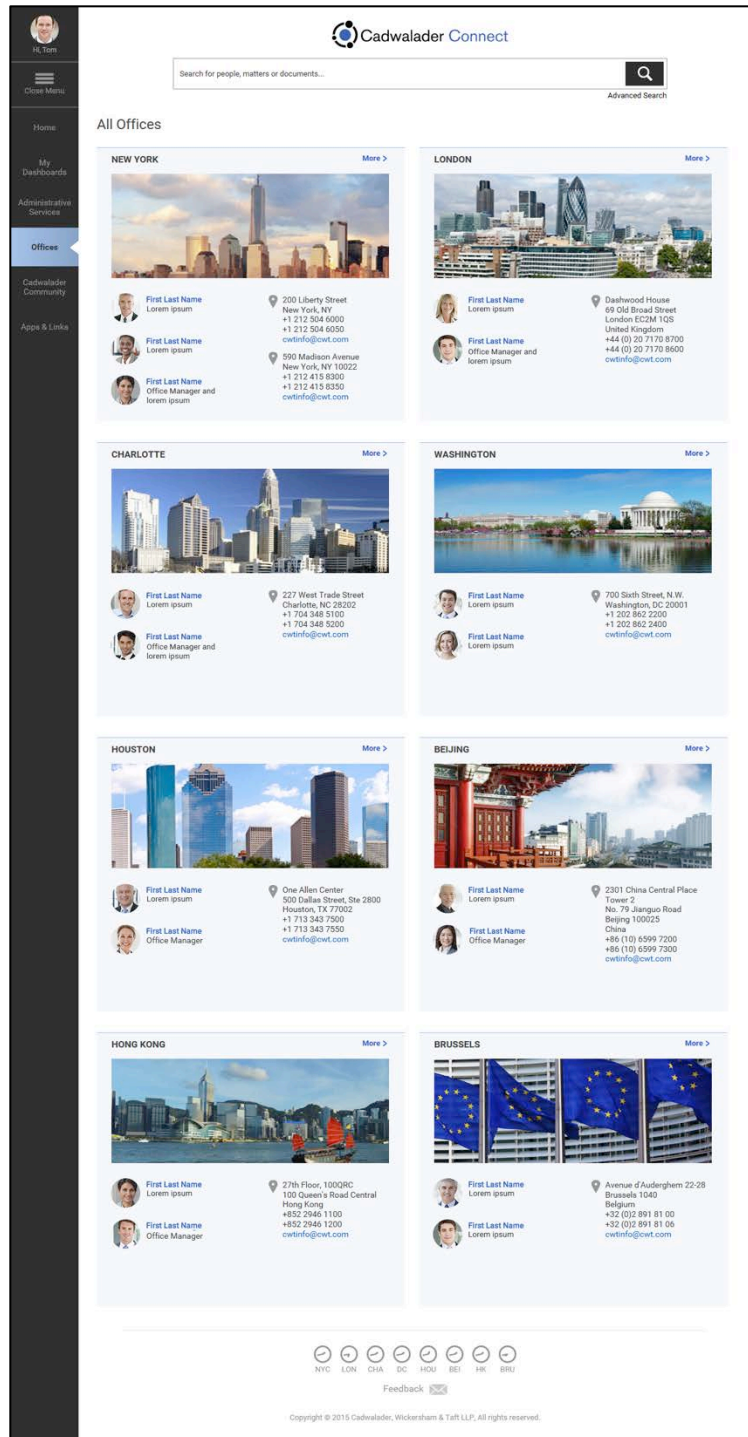 Hi, Tom
Close Menu
Home
My
Dashboards
Administrative
Services
Offices
Cadwalader
Community
Apps & Links
Cadwalader Connect
Search for people, matters or documents...
Advanced Search
All Offices
NEW YORK
More >
First Last Name
Lorem ipsum
First Last Name
Lorem ipsum
First Last Name
Office Manager and
lorem ipsum
200 Liberty Street
New York, NY
+1 212 504 6000
+1 212 504 6050
cwtinfo@cwt.com
590 Madison Avenue
New York, NY 10022
+1 212 415 8300
+1 212 415 8350
cwtinfo@cwt.com
LONDON
More >
First Last Name
Lorem ipsum
First Last Name
Office Manager and
lorem ipsum
Dashwood House
69 Old Broad Street
London EC2M 1QS
United Kingdom
+44 (0) 20 7170 8700
+44 (0) 20 7170 8600
cwtinfo@cwt.com
CHARLOTTE
More >
First Last Name
Lorem ipsum
First Last Name
Office Manager and
lorem ipsum
227 West Trade Street
Charlotte, NC 28202
+1 704 348 5100
+1 704 348 5200
cwtinfo@cwt.com
WASHINGTON
More >
First Last Name
Lorem ipsum
First Last Name
Lorem ipsum
700 Sixth Street, N.W.
Washington, DC 20001
+1 202 862 2200
+1 202 862 2400
cwtinfo@cwt.com
HOUSTON
More >
First Last Name
Lorem ipsum
First Last Name
Office Manager
One Allen Center
500 Dallas Street, Ste 2800
Houston, TX 77002
+1 713 343 7500
+1 713 343 7550
cwtinfo@cwt.com
BEIJING
More >
First Last Name
Lorem ipsum
First Last Name
Office Manager
2301 China Central Place
Tower 2
No. 79 Jianguo Road
Beijing 100025
China
+86 (10) 6599 7200
+86 (10) 6599 7300
cwtinfo@cwt.com
HONG KONG
More >
First Last Name
Lorem ipsum
First Last Name
Office Manager
27th Floor, 100QRC
100 Queen's Road Central
Hong Kong
+852 2946 1100
+852 2946 1200
cwtinfo@cwt.com
BRUSSELS
More >
First Last Name
Lorem ipsum
First Last Name
Lorem ipsum
Avenue d'Auderghem 22-28
Brussels 1040
Belgium
+32 (0)2 891 81 00
+32 (0)2 891 81 06
cwtinfo@cwt.com
NYC LON CHA DC HOU BEI HK BRU
Feedback
Copyright © 2015 Cadwalader, Wickersham & Taft LLP, All rights reserved.